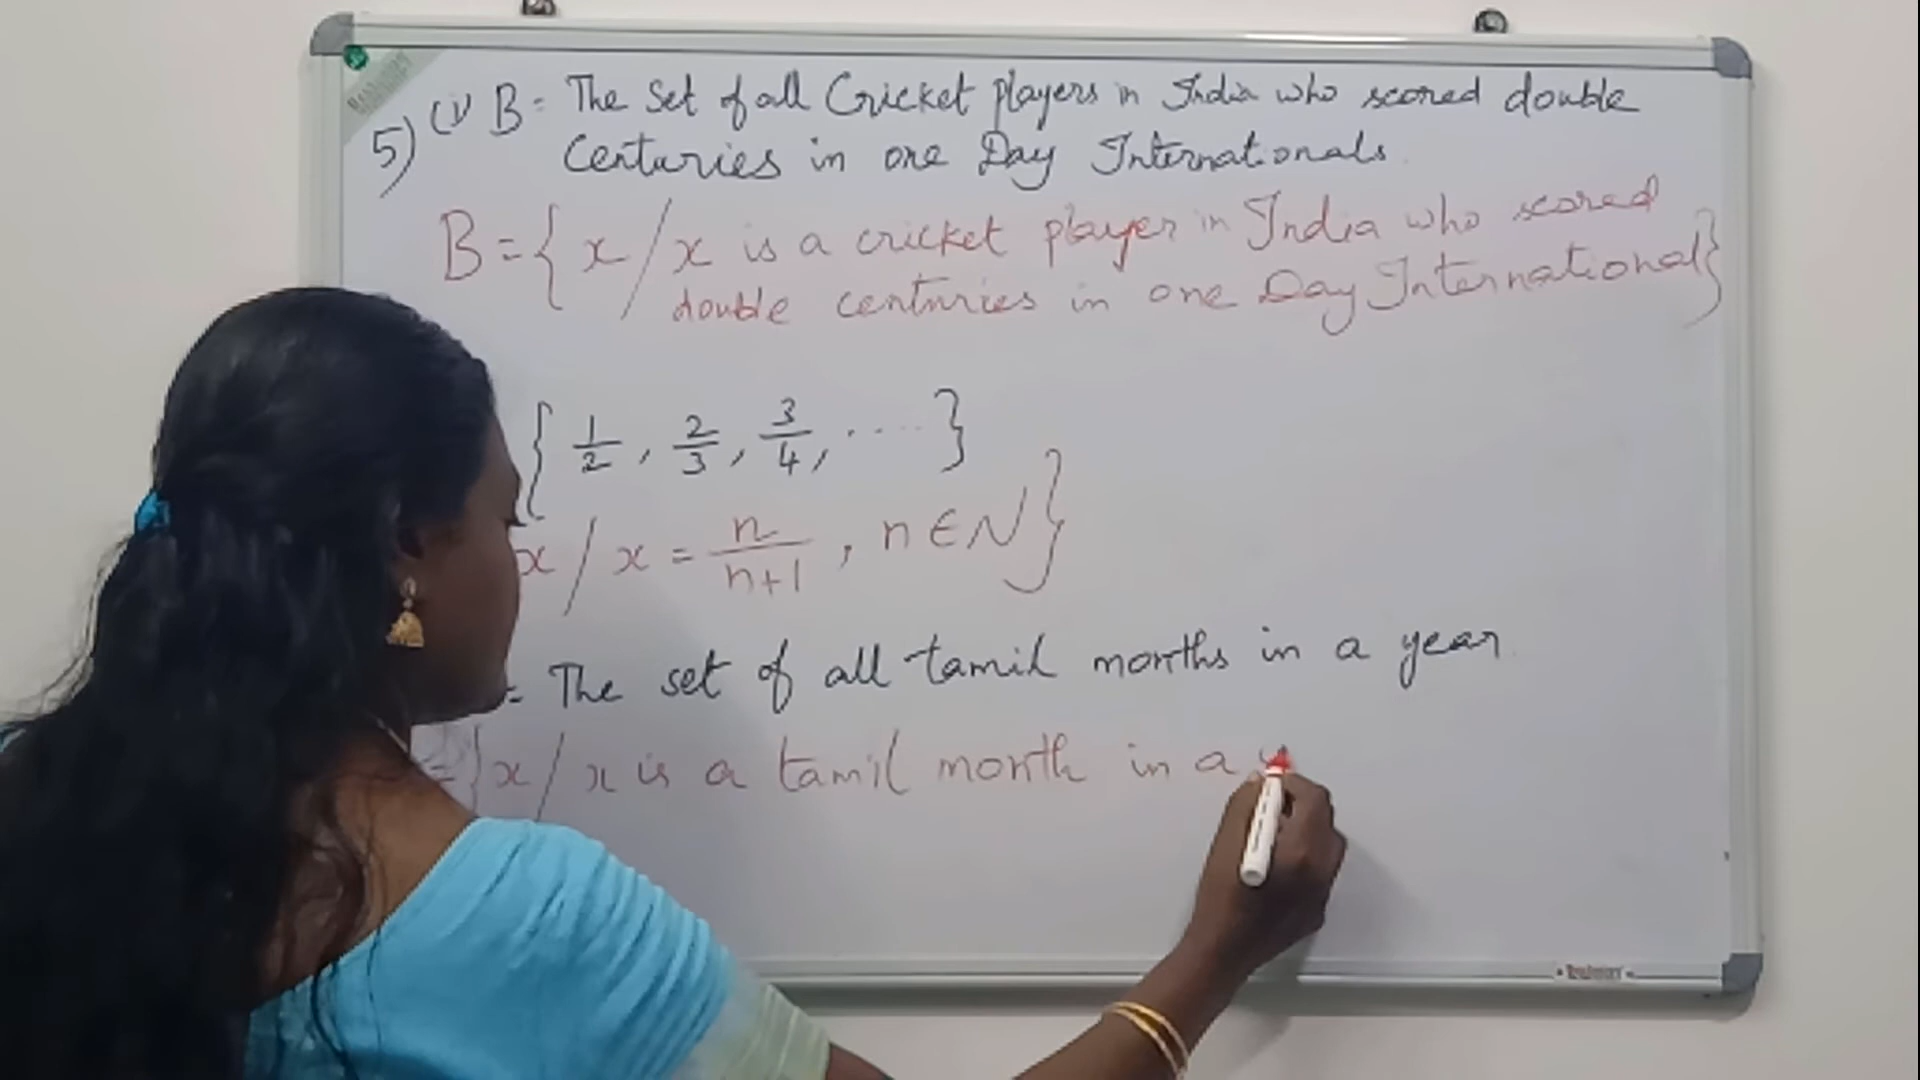 5) (i) B = The Set of all Cricket players in India who scored double
Centuries in one Day Internationals.
B = { x / x is a cricket player in India who scored
double centuries in one Day International }
{ 1/2, 2/3, 3/4, ..... }
x / x = n/n+1, n ∈ N }
= The set of all tamil months in a year
= { x / x is a tamil month in a y